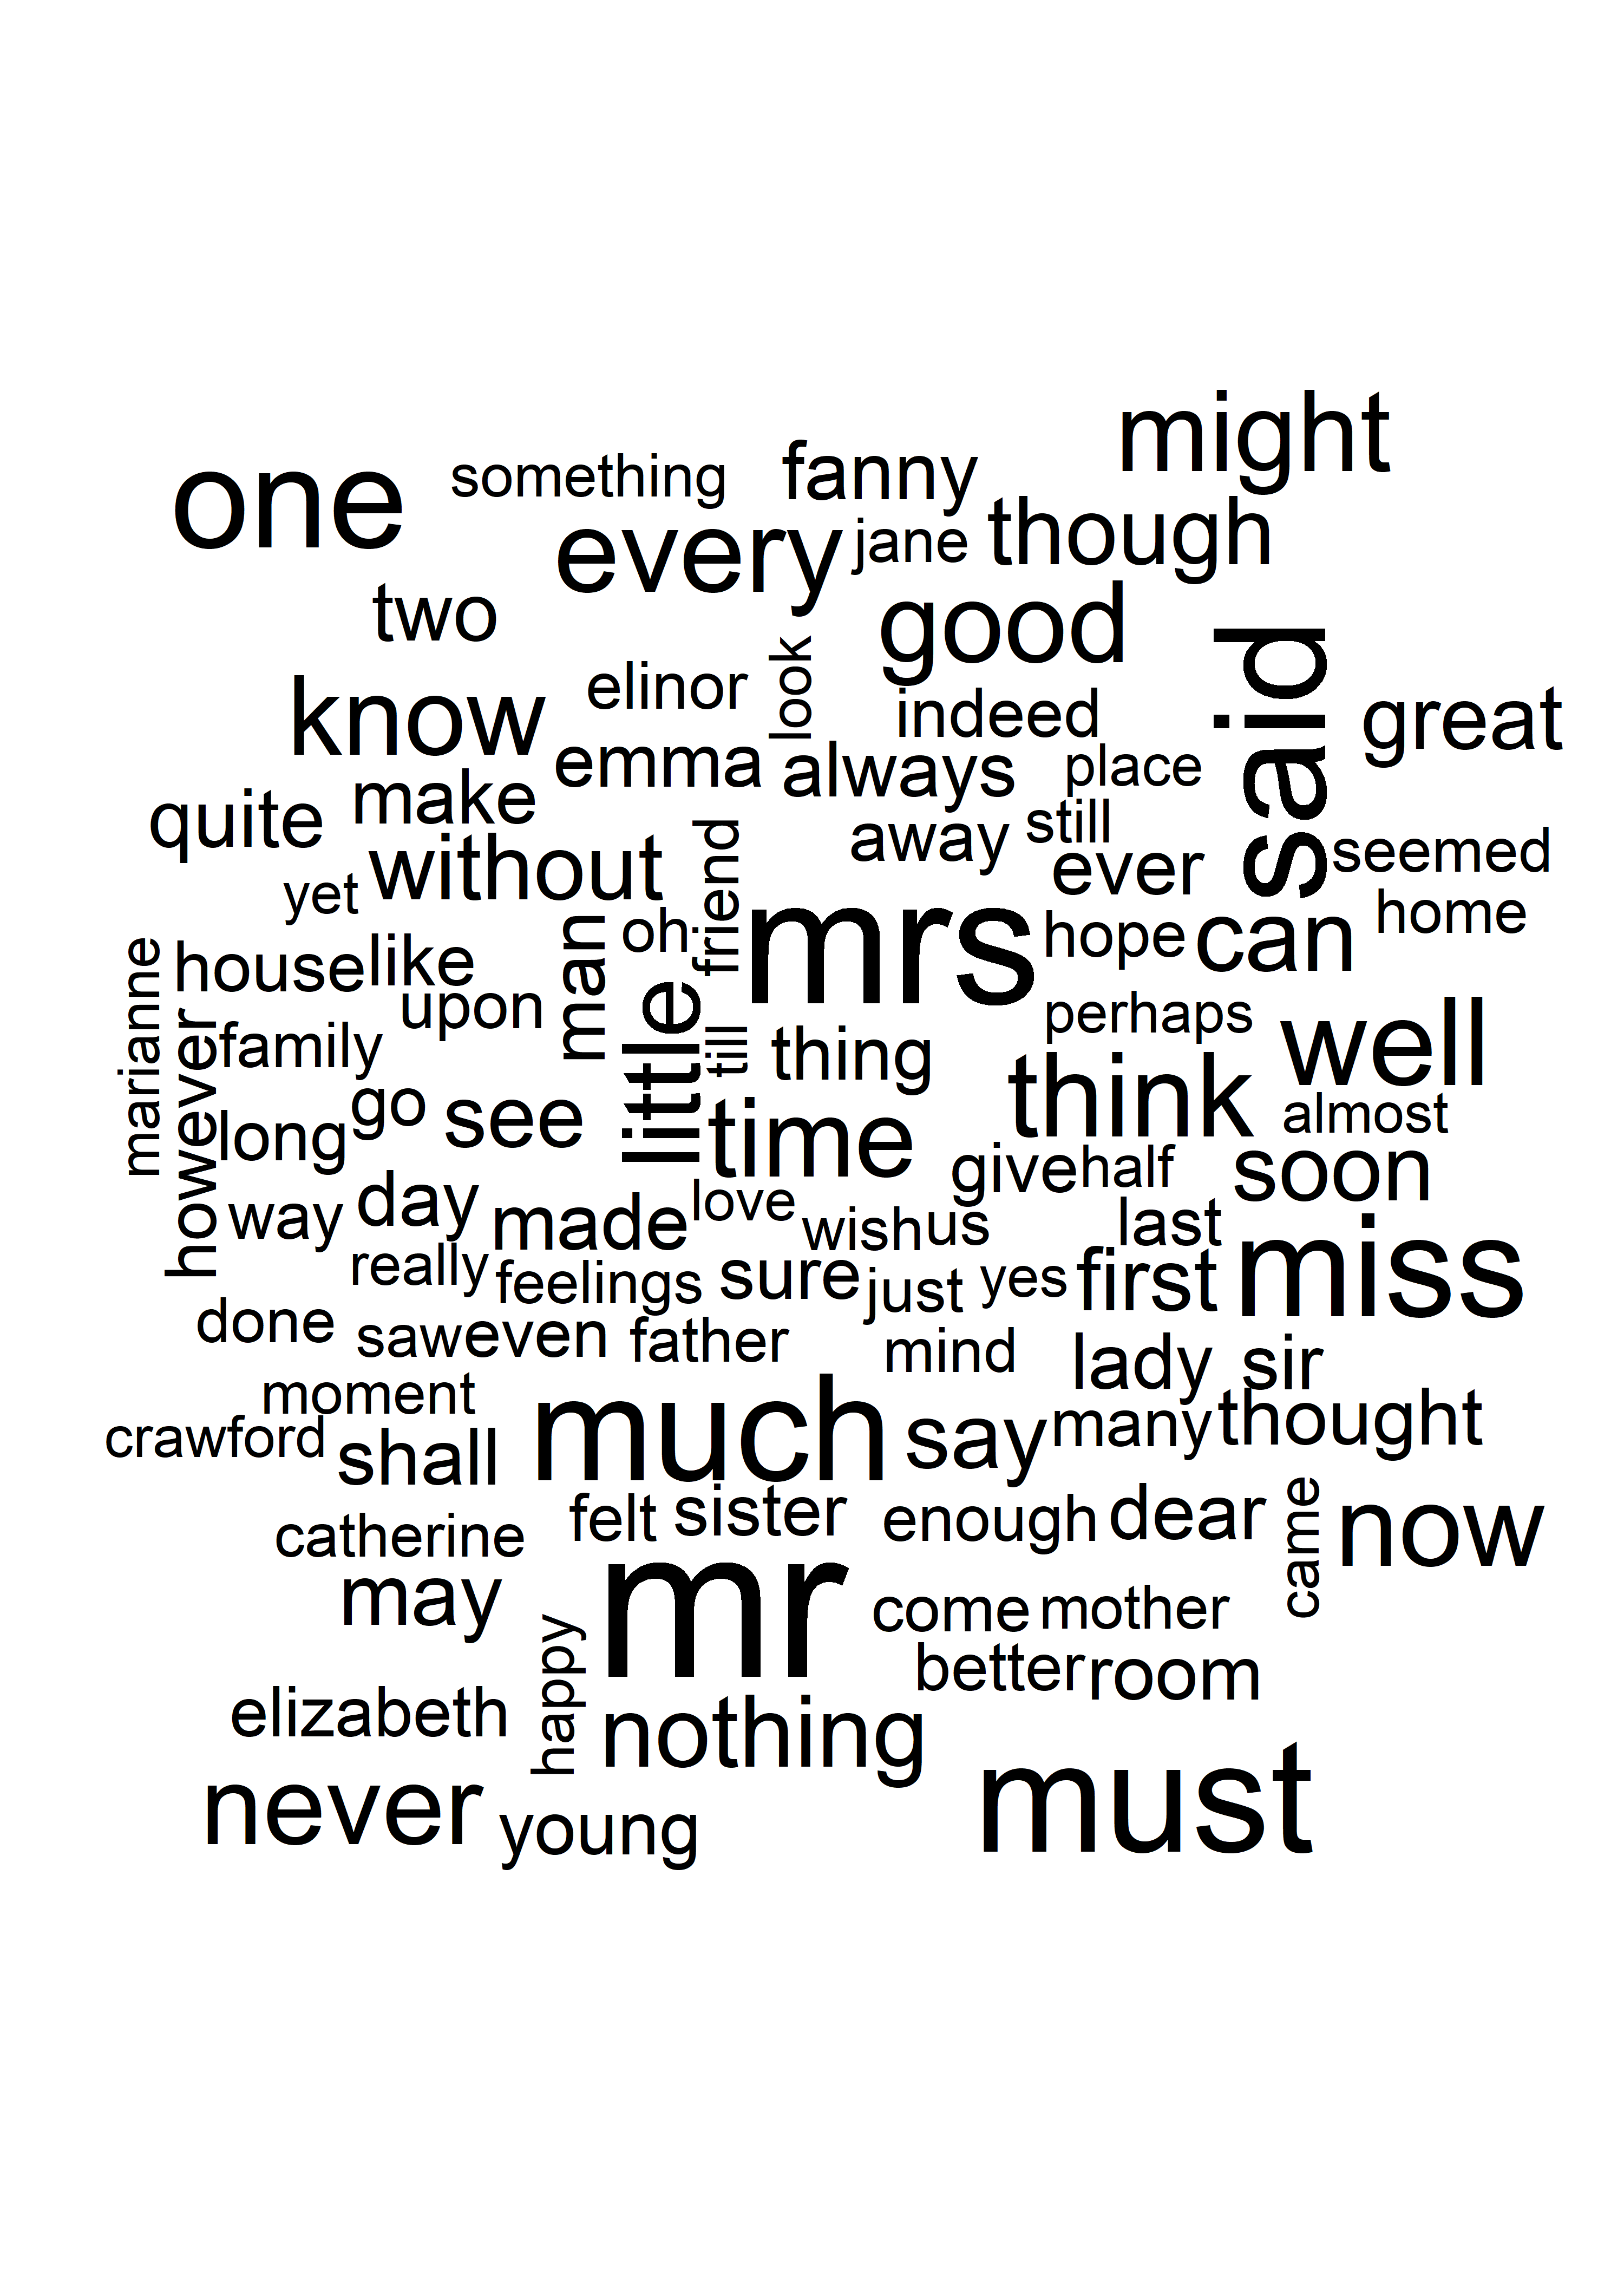 might
one something fanny
every jane though
two good
said
know elinor look indeed great
emma always place
quite make
without friend away still
yet ever seemed
mrs hope can home
marianne house like man oh
however upon little perhaps
family till thing well
go see think
long time almost
give half soon
way day made love wish us last
really feelings sure just yes first miss
done saw even father mind lady sir
moment
crawford shall much say many thought
catherine felt sister enough dear came now
may mr come mother
happy better room
elizabeth nothing
never young must